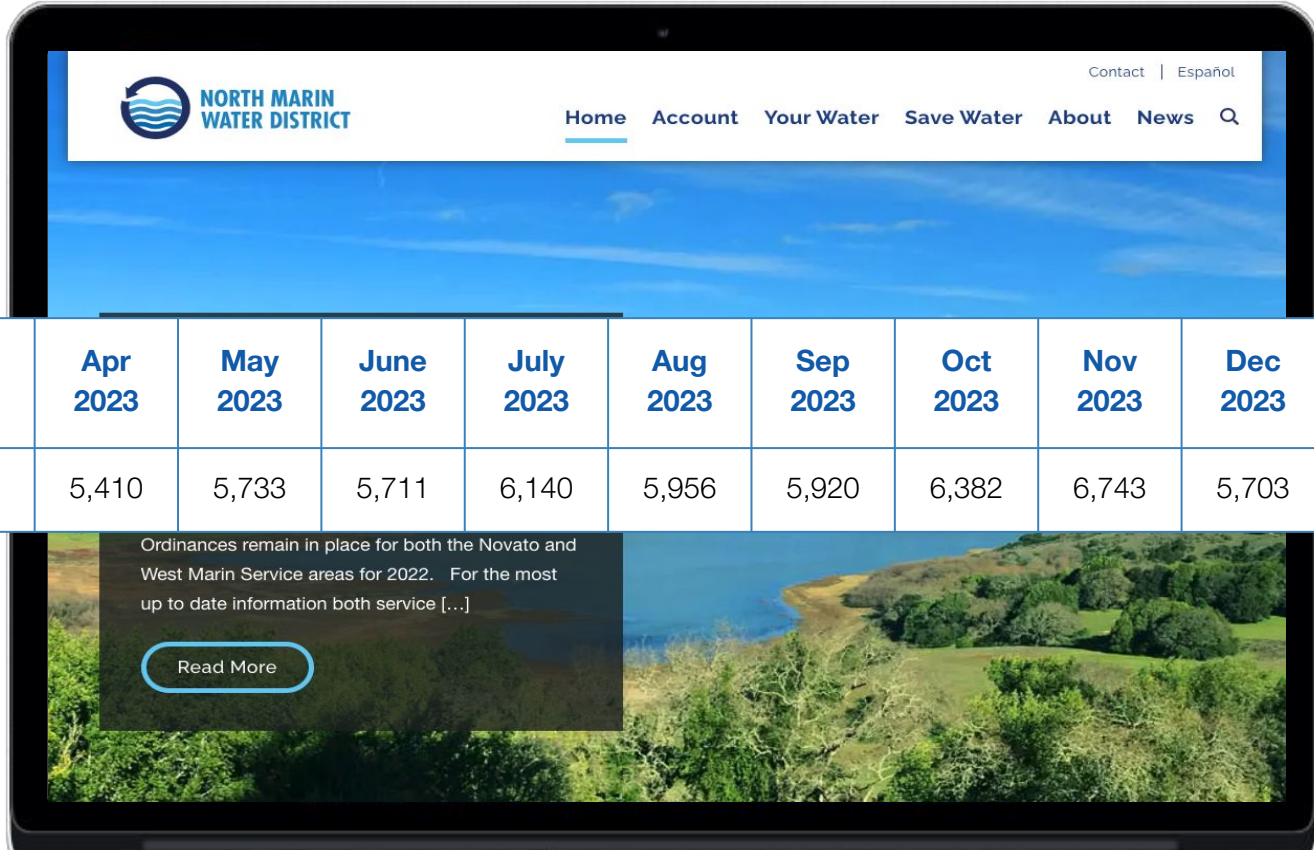 Contact | Español
NORTH MARIN
WATER DISTRICT
Home Account Your Water Save Water About News
Apr 2023 May 2023 June 2023 July 2023 Aug 2023 Sep 2023 Oct 2023 Nov 2023 Dec 2023
5,410 5,733 5,711 6,140 5,956 5,920 6,382 6,743 5,703
Ordinances remain in place for both the Novato and
West Marin Service areas for 2022. For the most
up to date information both service […]
Read More